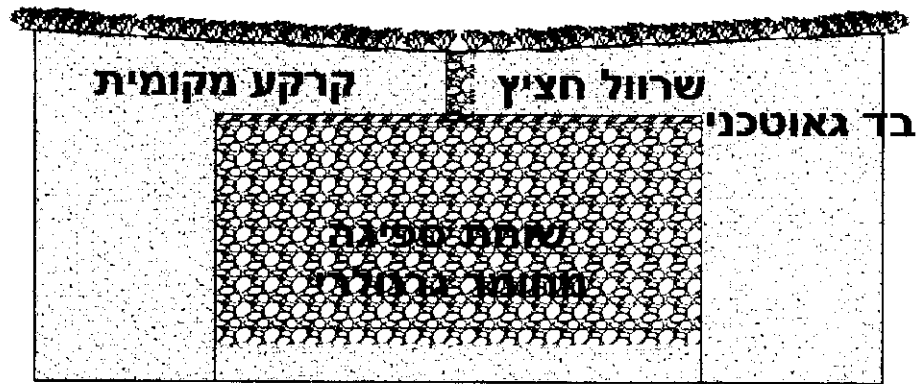 שרוול חציץ
קרקע מקומית
בד גאוטכני
שוחת ספיגה
מחומר גרנולרי